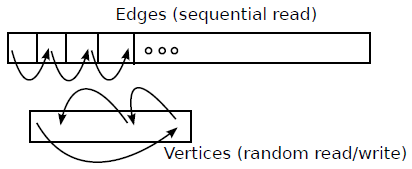 Edges (sequential read)
Vertices (random read/write)